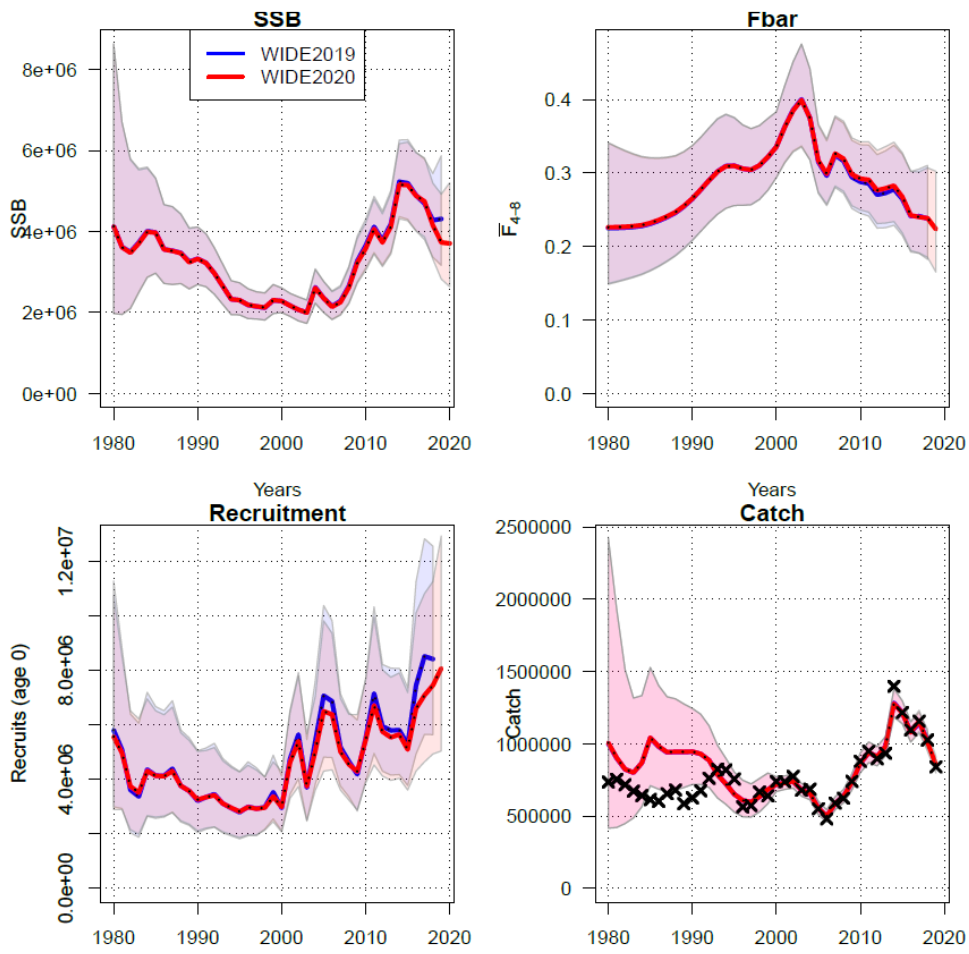 SSB
WIDE2019
WIDE2020
8e+06
6e+06
4e+06
2e+06
0e+00
SSB
1980 1990 2000 2010 2020
Years
Fbar
0.4
0.3
0.2
0.1
0.0
F̅4-8
1980 1990 2000 2010 2020
Years
Recruitment
1.2e+07
8.0e+06
4.0e+06
0.0e+00
Recruits (age 0)
1980 1990 2000 2010 2020
Catch
2500000
2000000
1500000
1000000
500000
0
Catch
1980 1990 2000 2010 2020